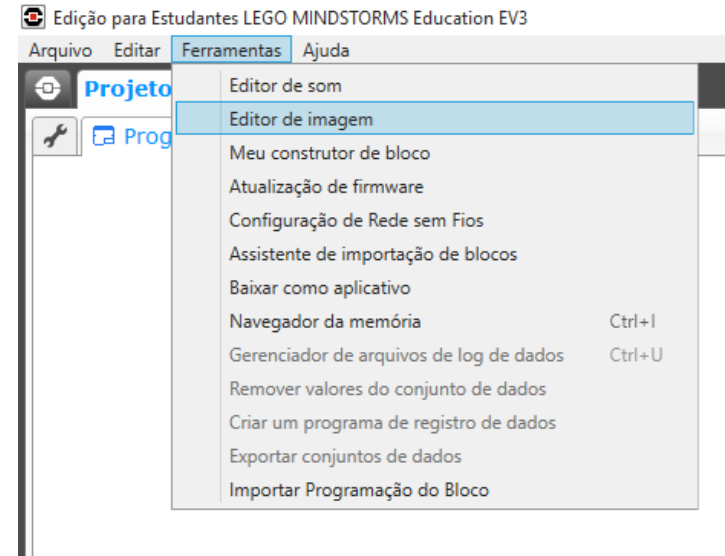 Edição para Estudantes LEGO MINDSTORMS Education EV3
Arquivo Editar Ferramentas Ajuda
Projeto
Prog
Editor de som
Editor de imagem
Meu construtor de bloco
Atualização de firmware
Configuração de Rede sem Fios
Assistente de importação de blocos
Baixar como aplicativo
Navegador da memória Ctrl+I
Gerenciador de arquivos de log de dados Ctrl+U
Remover valores do conjunto de dados
Criar um programa de registro de dados
Exportar conjuntos de dados
Importar Programação do Bloco